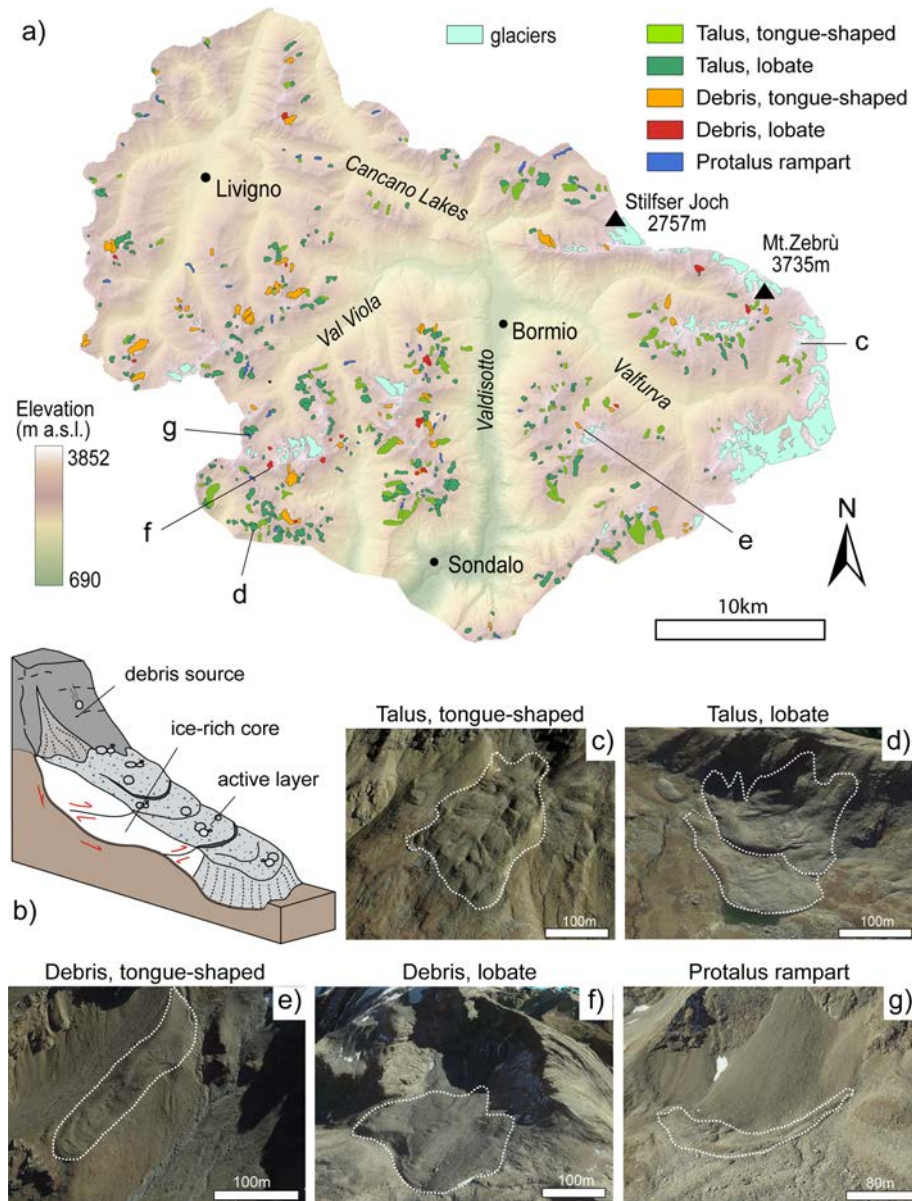 a)
glaciers
Talus, tongue-shaped
Talus, lobate
Debris, tongue-shaped
Debris, lobate
Protalus rampart
Livigno
Cancano Lakes
Stilfser Joch
2757m
Mt.Zebrù
3735m
Val Viola
Bormio
Valdisotto
Valfurva
c
Elevation
(m a.s.l.)
3852
690
g
f
d
e
Sondalo
N
10km
b)
debris source
ice-rich core
active layer
Talus, tongue-shaped
c)
100m
Talus, lobate
d)
100m
Debris, tongue-shaped
e)
100m
Debris, lobate
f)
100m
Protalus rampart
g)
80m